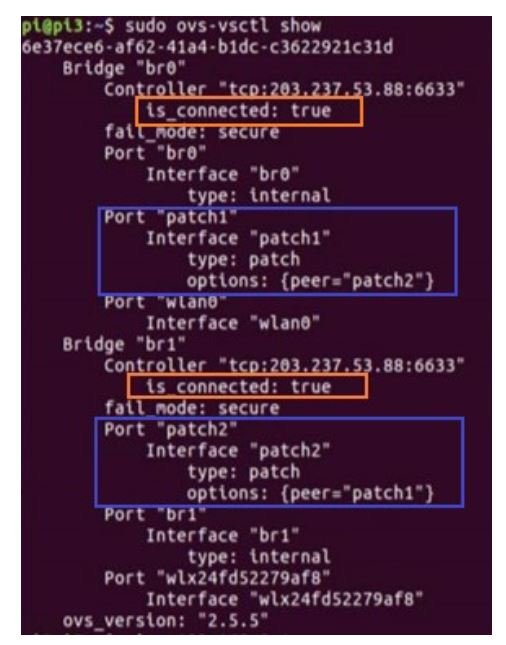 pi@pi3:~$ sudo ovs-vsctl show
6e37ece6-af62-41a4-b1dc-c3622921c31d
    Bridge "br0"
        Controller "tcp:203.237.53.88:6633"
            is_connected: true
        fail_mode: secure
        Port "br0"
            Interface "br0"
                type: internal
        Port "patch1"
            Interface "patch1"
                type: patch
                options: {peer="patch2"}
        Port "wlan0"
            Interface "wlan0"
    Bridge "br1"
        Controller "tcp:203.237.53.88:6633"
            is_connected: true
        fail_mode: secure
        Port "patch2"
            Interface "patch2"
                type: patch
                options: {peer="patch1"}
        Port "br1"
            Interface "br1"
                type: internal
        Port "wlx24fd52279af8"
            Interface "wlx24fd52279af8"
    ovs_version: "2.5.5"